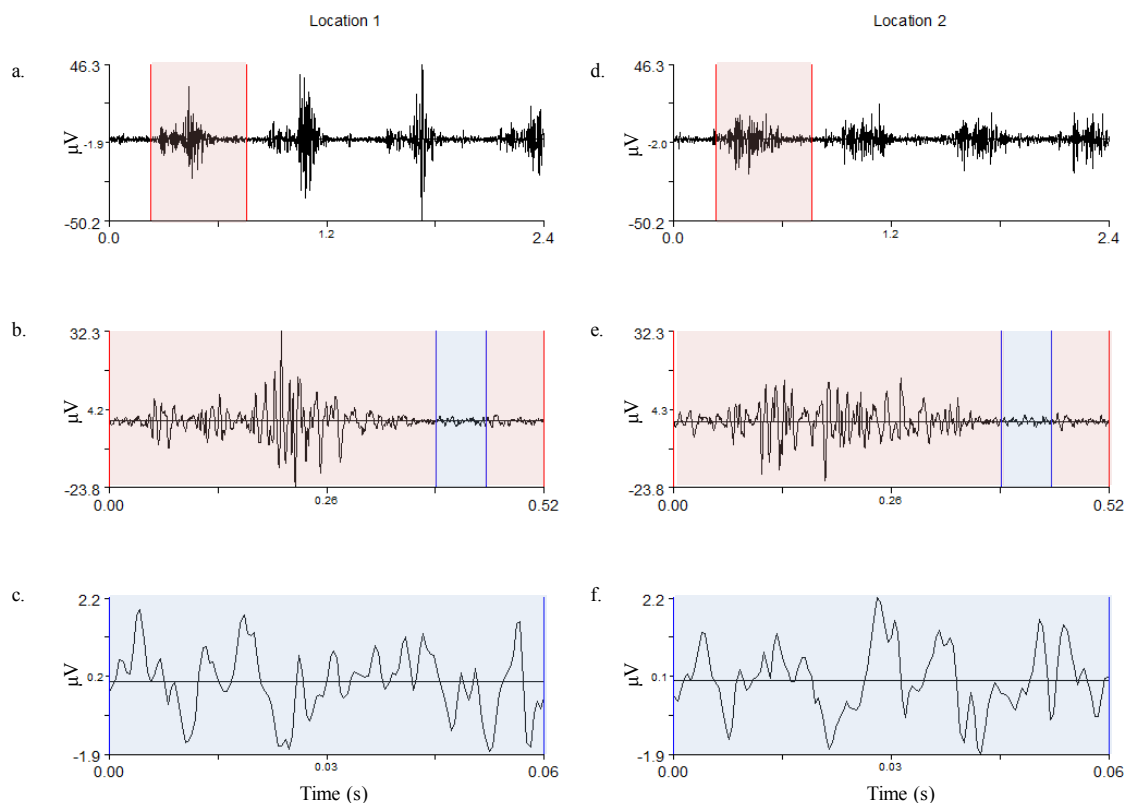 Location 1
Location 2
a.
46.3
μV
-1.9
-50.2
0.0
1.2
2.4
d.
46.3
μV
-2.0
-50.2
0.0
1.2
2.4
b.
32.3
μV
4.2
-23.8
0.00
0.26
0.52
e.
32.3
μV
4.3
-23.8
0.00
0.26
0.52
c.
2.2
μV
0.2
-1.9
0.00
0.03
0.06
Time (s)
f.
2.2
μV
0.1
-1.9
0.00
0.03
0.06
Time (s)